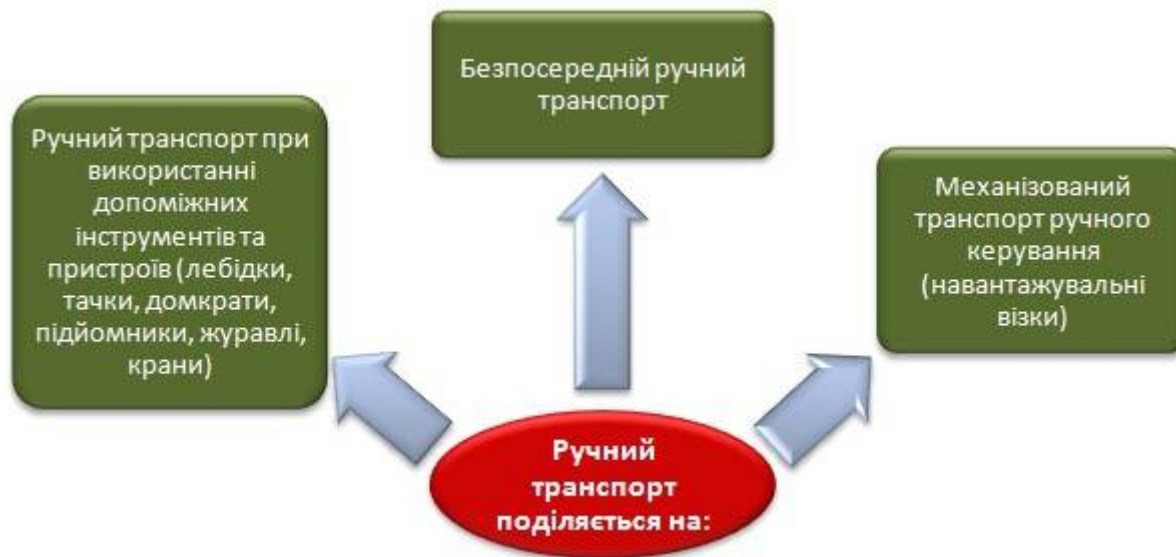 Безпосередній ручний
транспорт
Ручний транспорт при
використанні
допоміжних
інструментів та
пристроїв (лебідки,
тачки, домкрати,
підйомники, журавлі,
крани)
Механізований
транспорт ручного
керування
(навантажувальні
візки)
Ручний
транспорт
поділяється на: